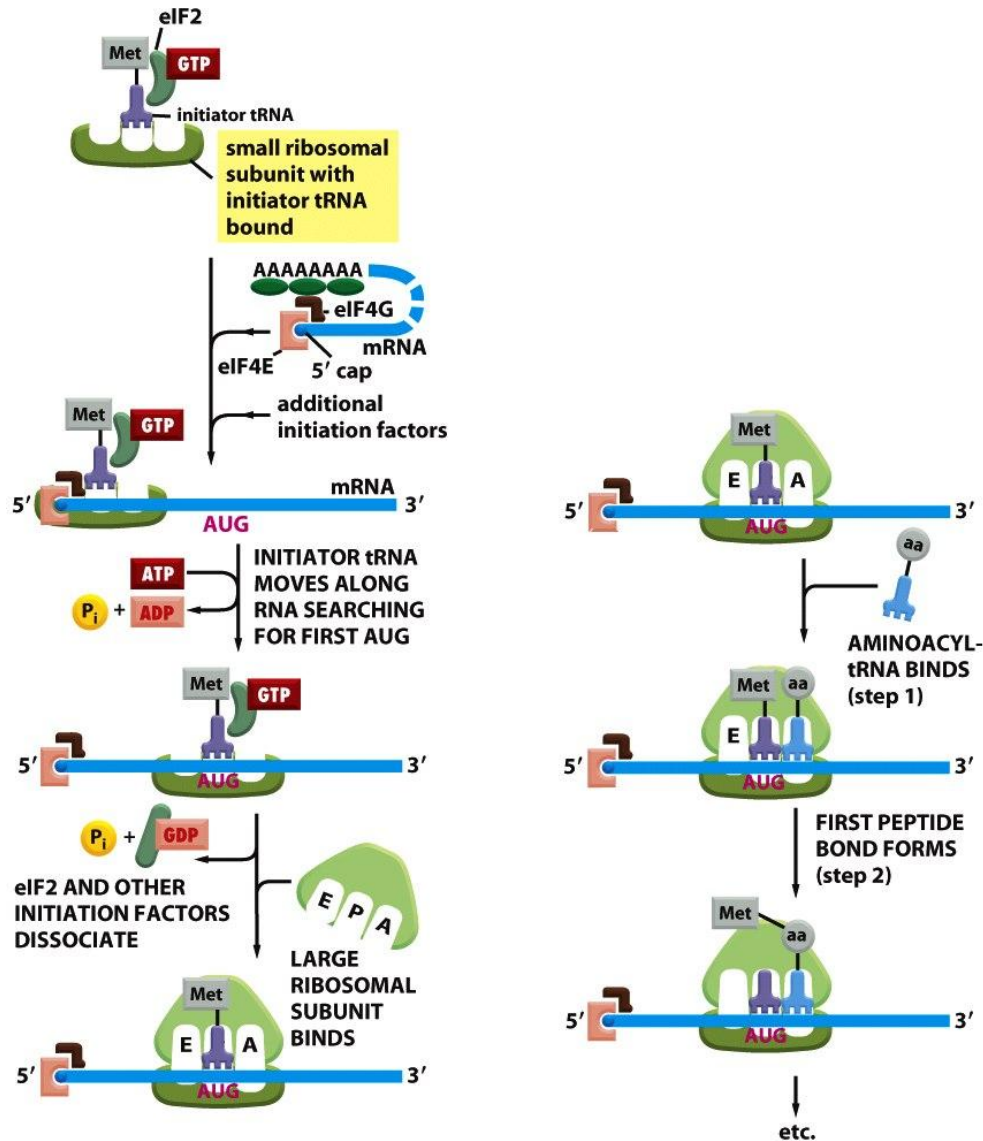 eIF2
Met
GTP
initiator tRNA
small ribosomal
subunit with
initiator tRNA
bound
AAAAAAAA
eIF4G
mRNA
eIF4E
5′ cap
additional
initiation factors
Met
GTP
5′
mRNA
3′
AUG
ATP
Pi + ADP
INITIATOR tRNA
MOVES ALONG
RNA SEARCHING
FOR FIRST AUG
Met
GTP
5′
3′
AUG
Pi + GDP
eIF2 AND OTHER
INITIATION FACTORS
DISSOCIATE
E P A
LARGE
RIBOSOMAL
SUBUNIT
BINDS
Met
E A
5′
3′
AUG
Met
E A
5′
3′
AUG
aa
AMINOACYL-
tRNA BINDS
(step 1)
Met aa
E
5′
3′
AUG
FIRST PEPTIDE
BOND FORMS
(step 2)
Met
aa
5′
3′
AUG
etc.